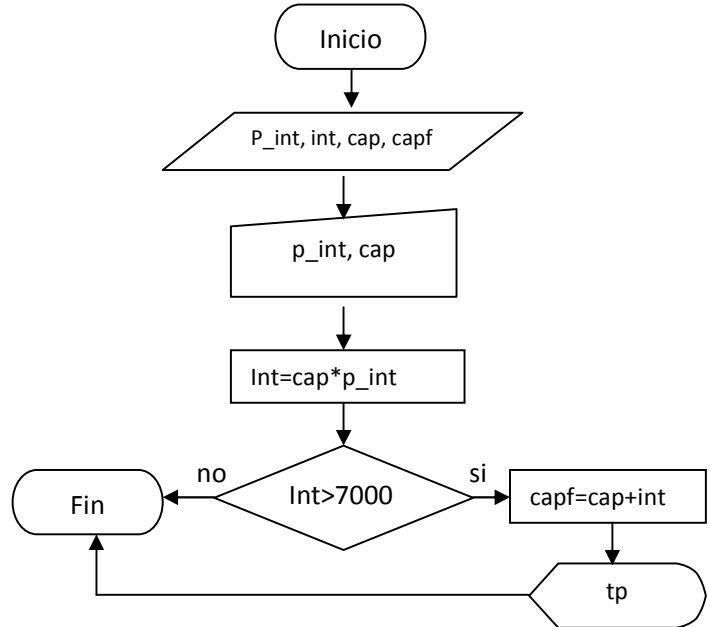 Inicio
P_int, int, cap, capf
p_int, cap
Int=cap*p_int
no
si
Fin
Int>7000
capf=cap+int
tp